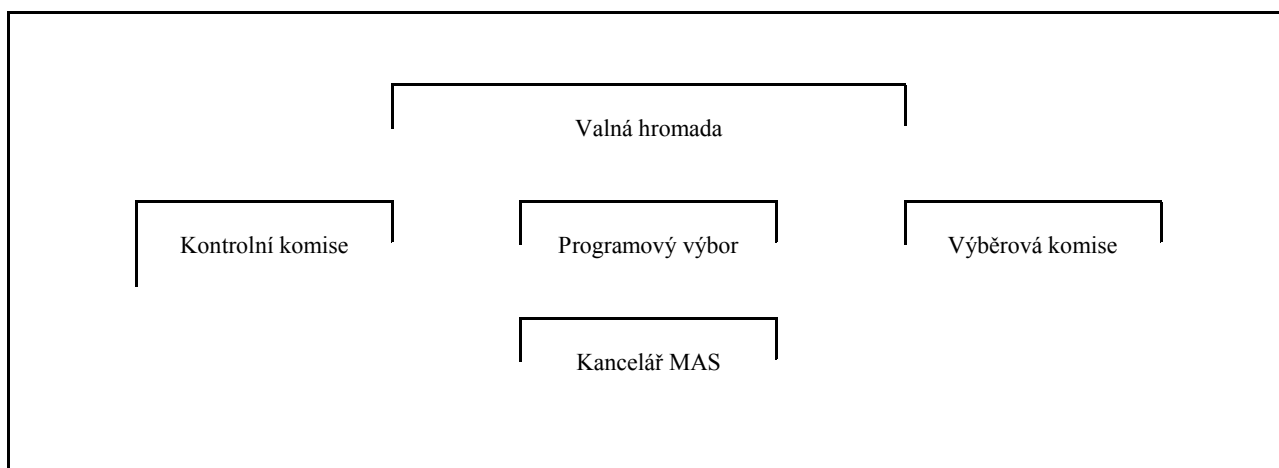 Valná hromada
Kontrolní komise
Programový výbor
Výběrová komise
Kancelář MAS